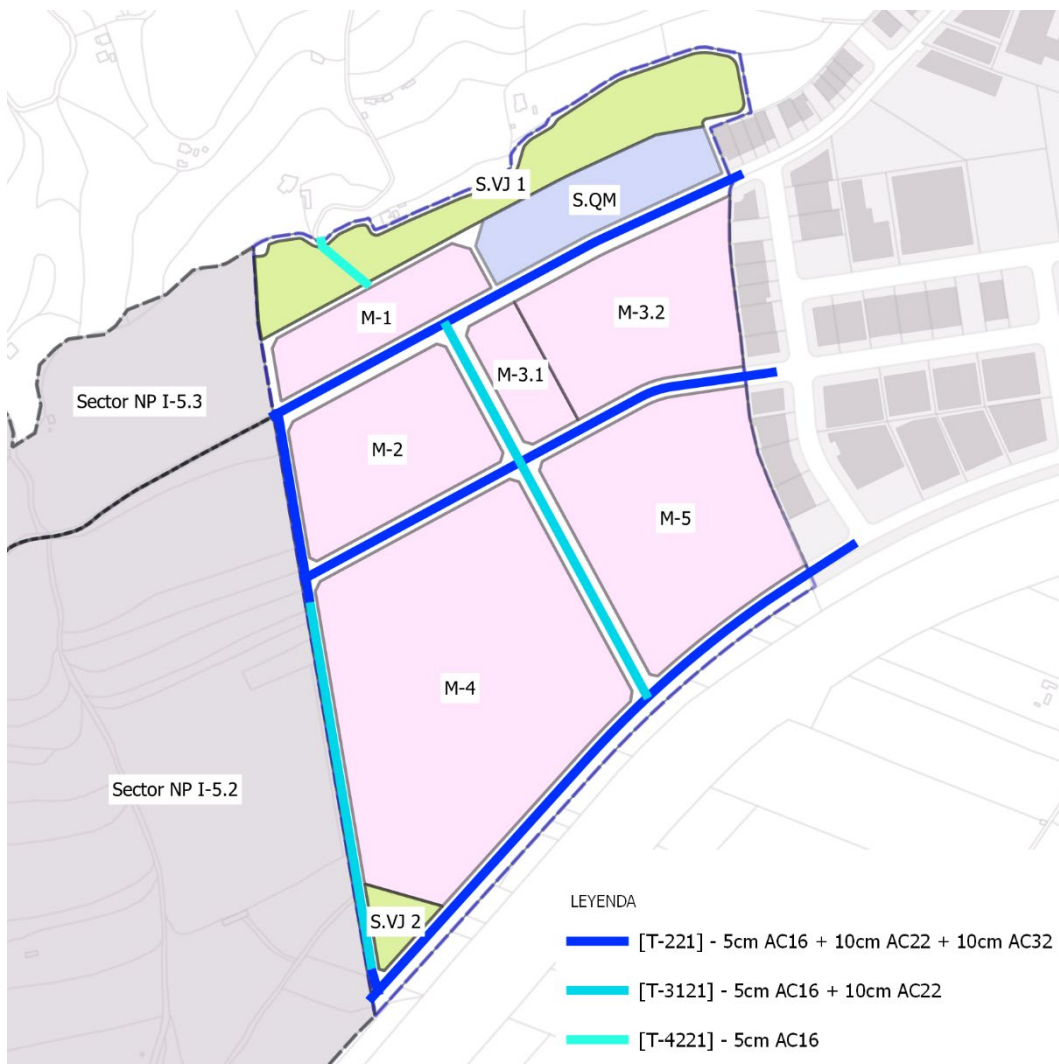 S.VJ 1
S.QM
M-1
M-3.2
M-3.1
Sector NP I-5.3
M-2
M-5
M-4
Sector NP I-5.2
S.VJ 2
LEYENDA
[T-221] - 5cm AC16 + 10cm AC22 + 10cm AC32
[T-3121] - 5cm AC16 + 10cm AC22
[T-4221] - 5cm AC16